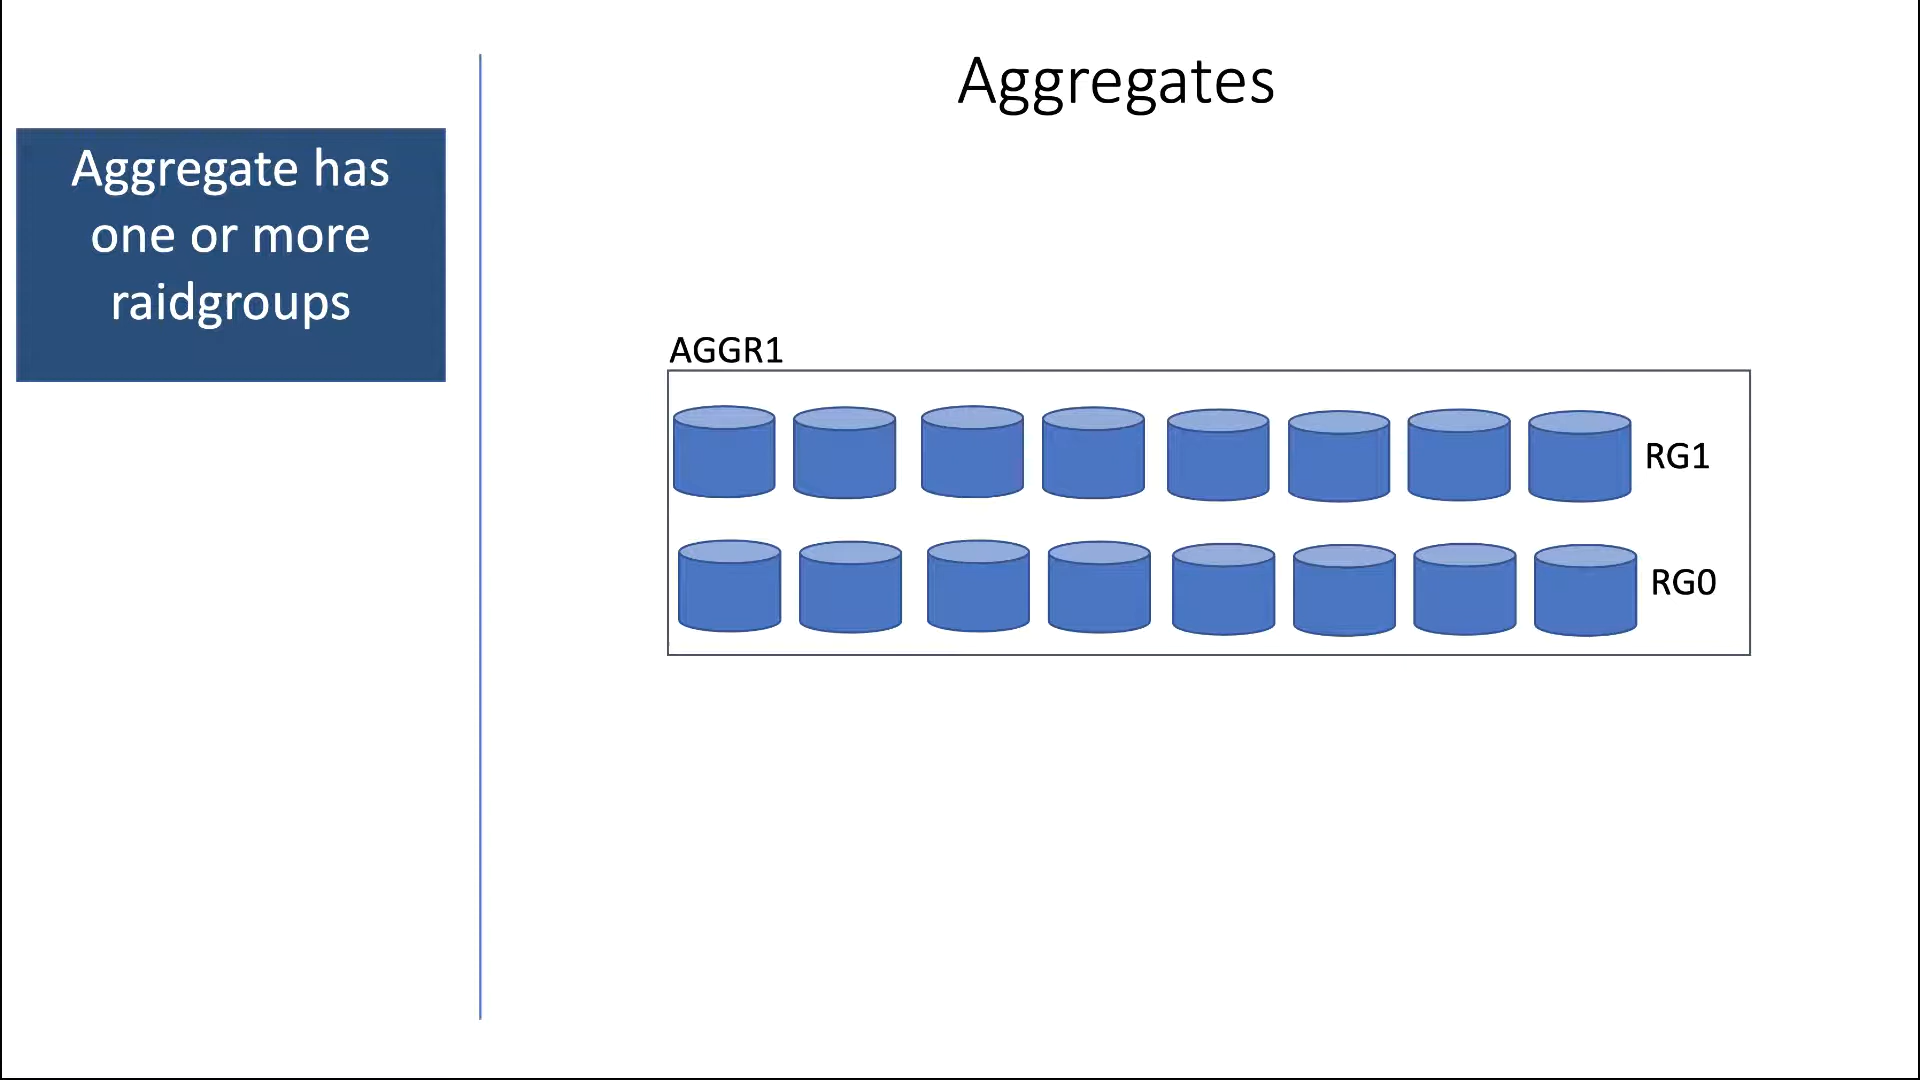 Aggregates
Aggregate has
one or more
raidgroups
AGGR1
RG1
RG0